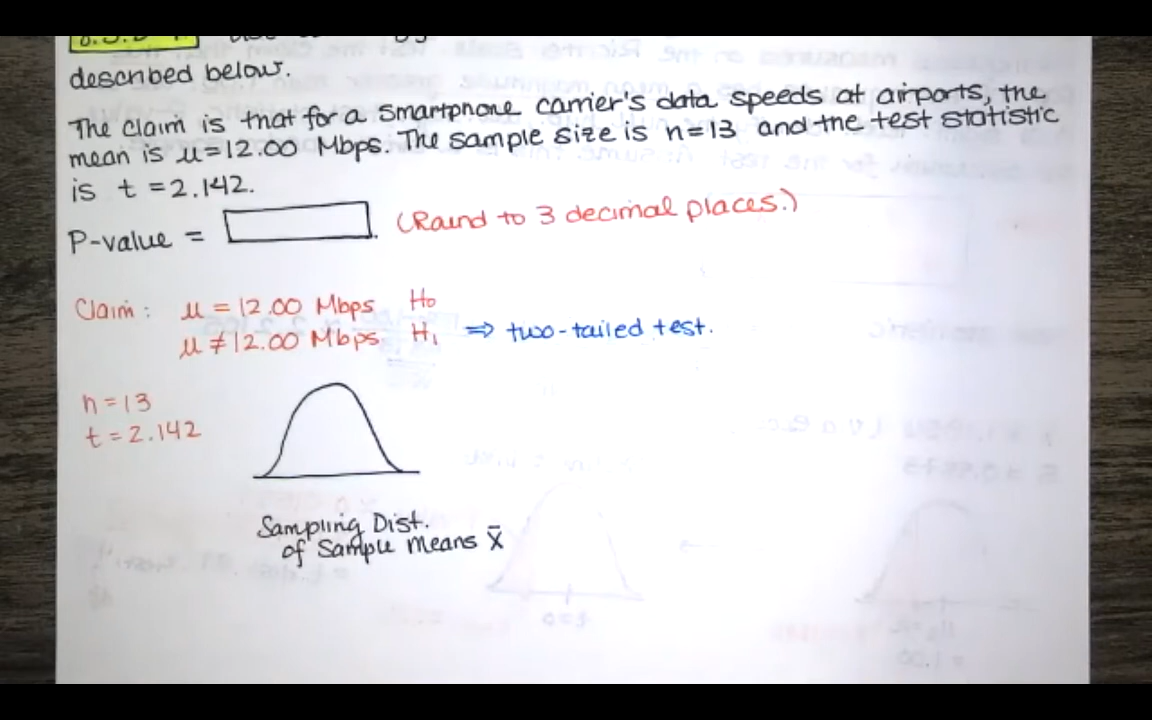 described below.
The claim is that for a smartphone carrier's data speeds at airports, the
mean is μ=12.00 Mbps. The sample size is n=13 and the test statistic
is t=2.142.
P-value = (Round to 3 decimal places.)
Claim: μ = 12.00 Mbps H₀
μ ≠ 12.00 Mbps H₁ ⇒ two-tailed test.
n=13
t=2.142
Sampling Dist.
of Sample Means x̄